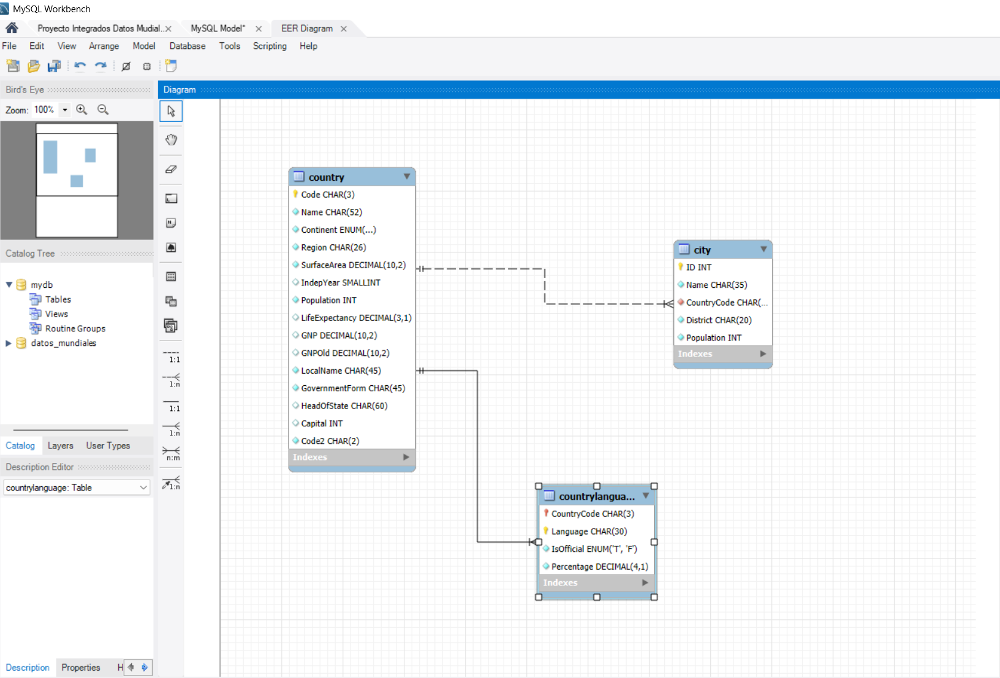 MySQL Workbench
Proyecto Integrados Datos Mudial..
MySQL Model*
EER Diagram
File Edit View Arrange Model Database Tools Scripting Help
Bird's Eye
Zoom: 100%
Diagram
Catalog Tree
mydb
Tables
Views
Routine Groups
datos_mundiales
Catalog Layers User Types
Description Editor
countrylanguage: Table
Description Properties H
1:1
1:n
1:1
1:n
n:m
1:n
country
Code CHAR(3)
Name CHAR(52)
Continent ENUM(...)
Region CHAR(26)
SurfaceArea DECIMAL(10,2)
IndepYear SMALLINT
Population INT
LifeExpectancy DECIMAL(3,1)
GNP DECIMAL(10,2)
GNPOld DECIMAL(10,2)
LocalName CHAR(45)
GovernmentForm CHAR(45)
HeadOfState CHAR(60)
Capital INT
Code2 CHAR(2)
Indexes
city
ID INT
Name CHAR(35)
CountryCode CHAR(...
District CHAR(20)
Population INT
Indexes
countrylangua...
CountryCode CHAR(3)
Language CHAR(30)
IsOfficial ENUM('T', 'F')
Percentage DECIMAL(4,1)
Indexes